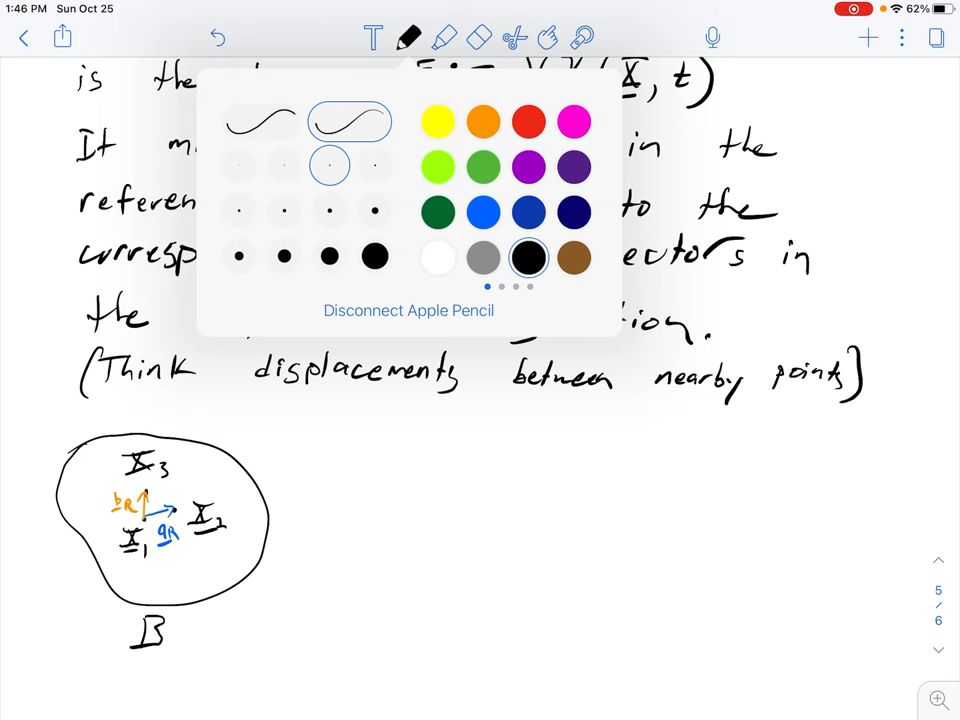 1:46 PM Sun Oct 25
62%
T
is the X, t)
It m in the
referen to the
corresp ectors in
the tion.
(Think displacements between nearby points)
Disconnect Apple Pencil
X3
bR
X1 aR X2
B
5
/
6